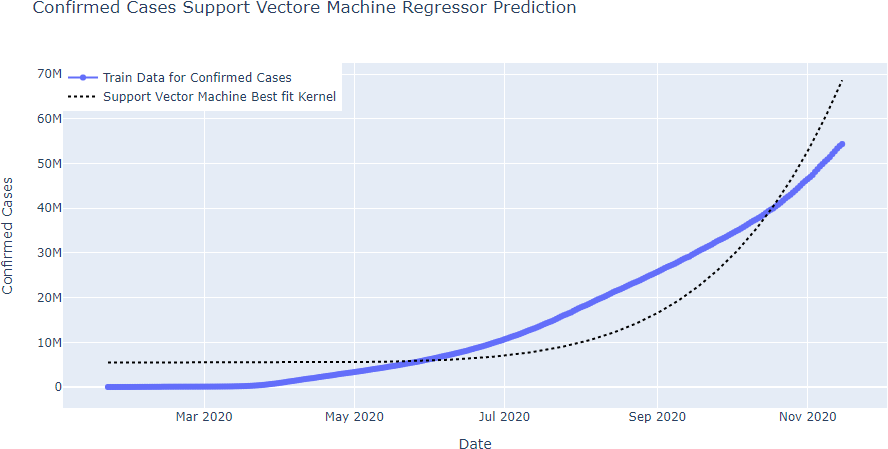 Confirmed Cases Support Vectore Machine Regressor Prediction
Train Data for Confirmed Cases
Support Vector Machine Best fit Kernel
70M
60M
50M
40M
30M
20M
10M
0
Confirmed Cases
Mar 2020
May 2020
Jul 2020
Sep 2020
Nov 2020
Date